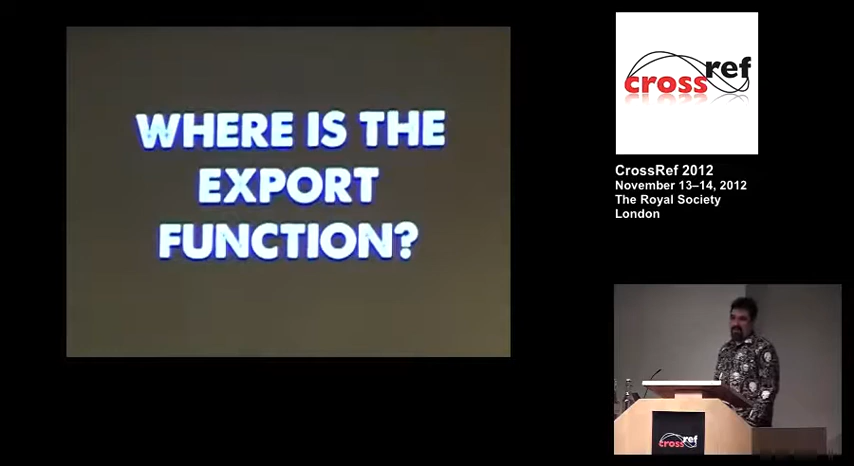 WHERE IS THE
EXPORT
FUNCTION?
crossref
CrossRef 2012
November 13–14, 2012
The Royal Society
London
crossref